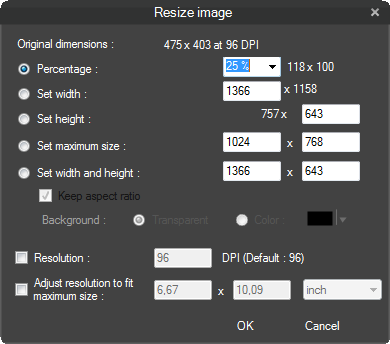 Resize image
Original dimensions : 475 x 403 at 96 DPI
Percentage : 25 % 118 x 100
Set width : 1366 x 1158
Set height : 757 x 643
Set maximum size : 1024 x 768
Set width and height : 1366 x 643
Keep aspect ratio
Background : Transparent Color :
Resolution : 96 DPI (Default : 96)
Adjust resolution to fit
maximum size : 6,67 x 10,09 inch
OK Cancel